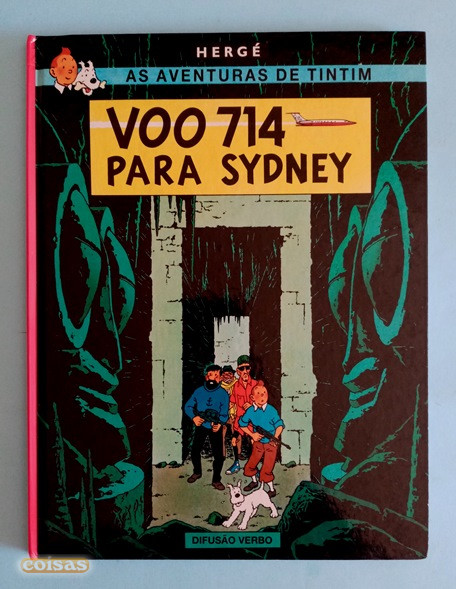 HERGÉ
AS AVENTURAS DE TINTIM
VOO 714
PARA SYDNEY
DIFUSÃO VERBO
coisas